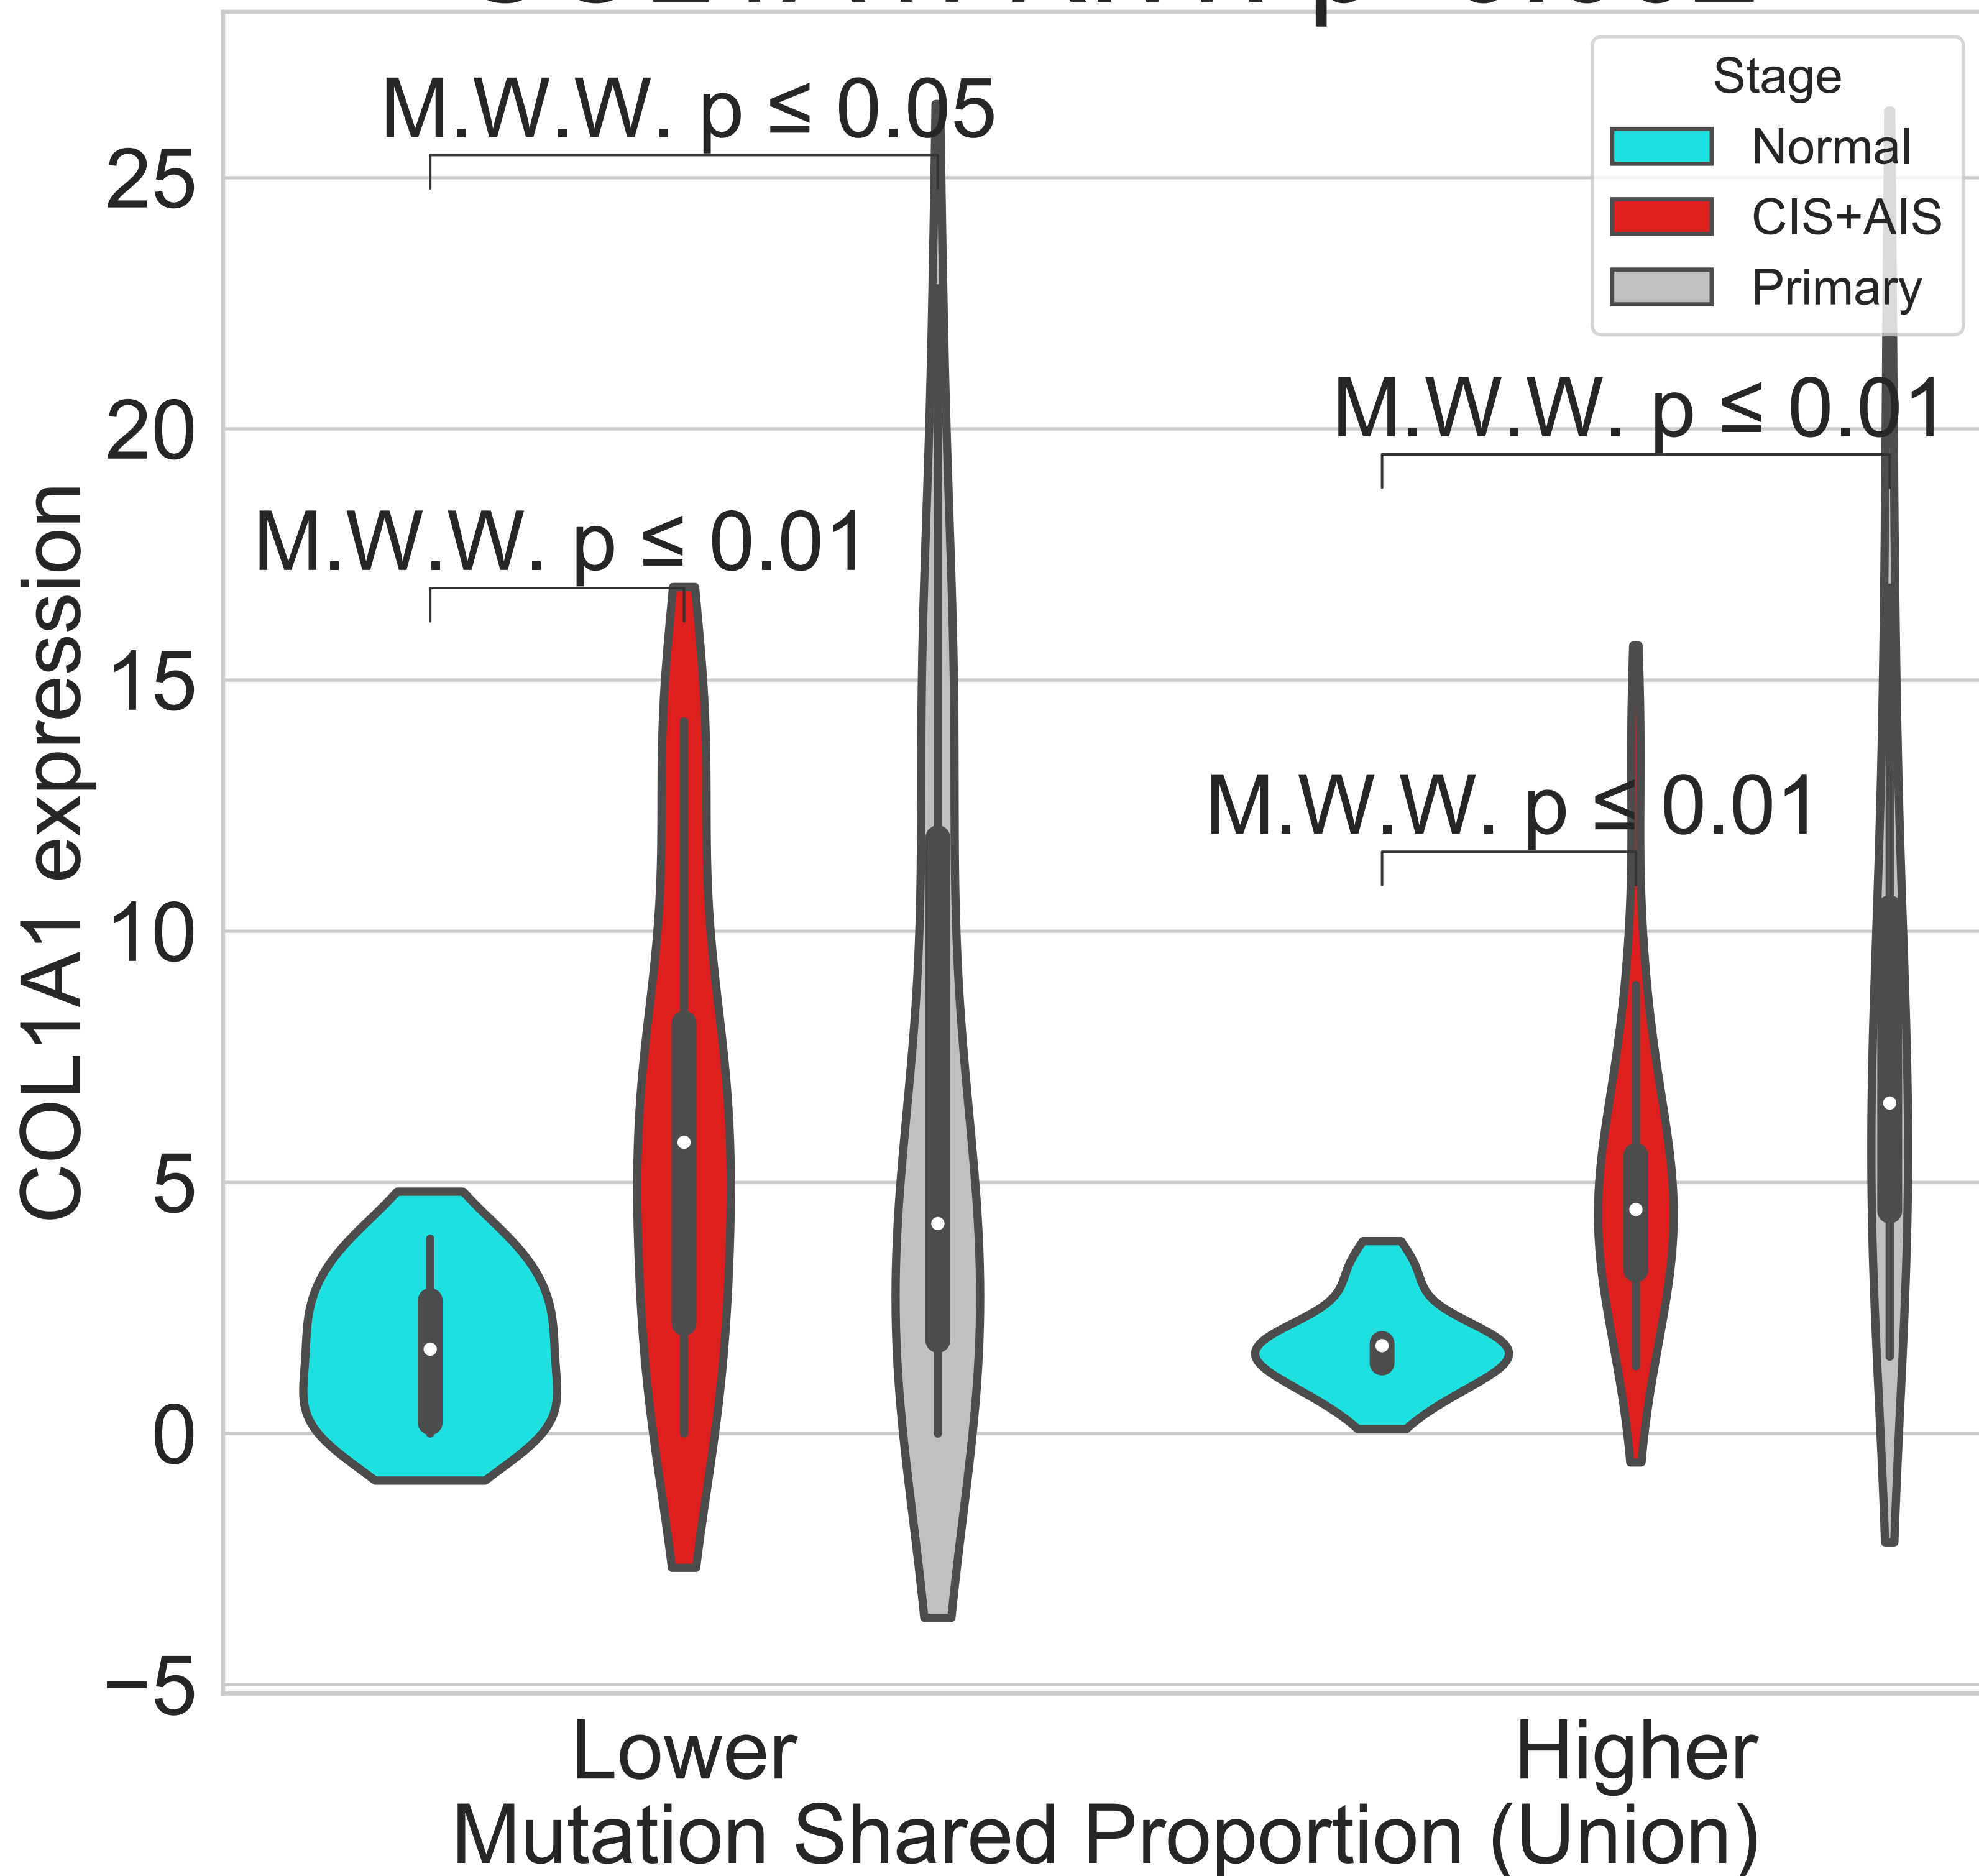 M.W.W. p ≤ 0.05
Stage
Normal
CIS+AIS
Primary
M.W.W. p ≤ 0.01
M.W.W. p ≤ 0.01
M.W.W. p ≤ 0.01
COL1A1 expression
25
20
15
10
5
0
−5
Lower
Higher
Mutation Shared Proportion (Union)